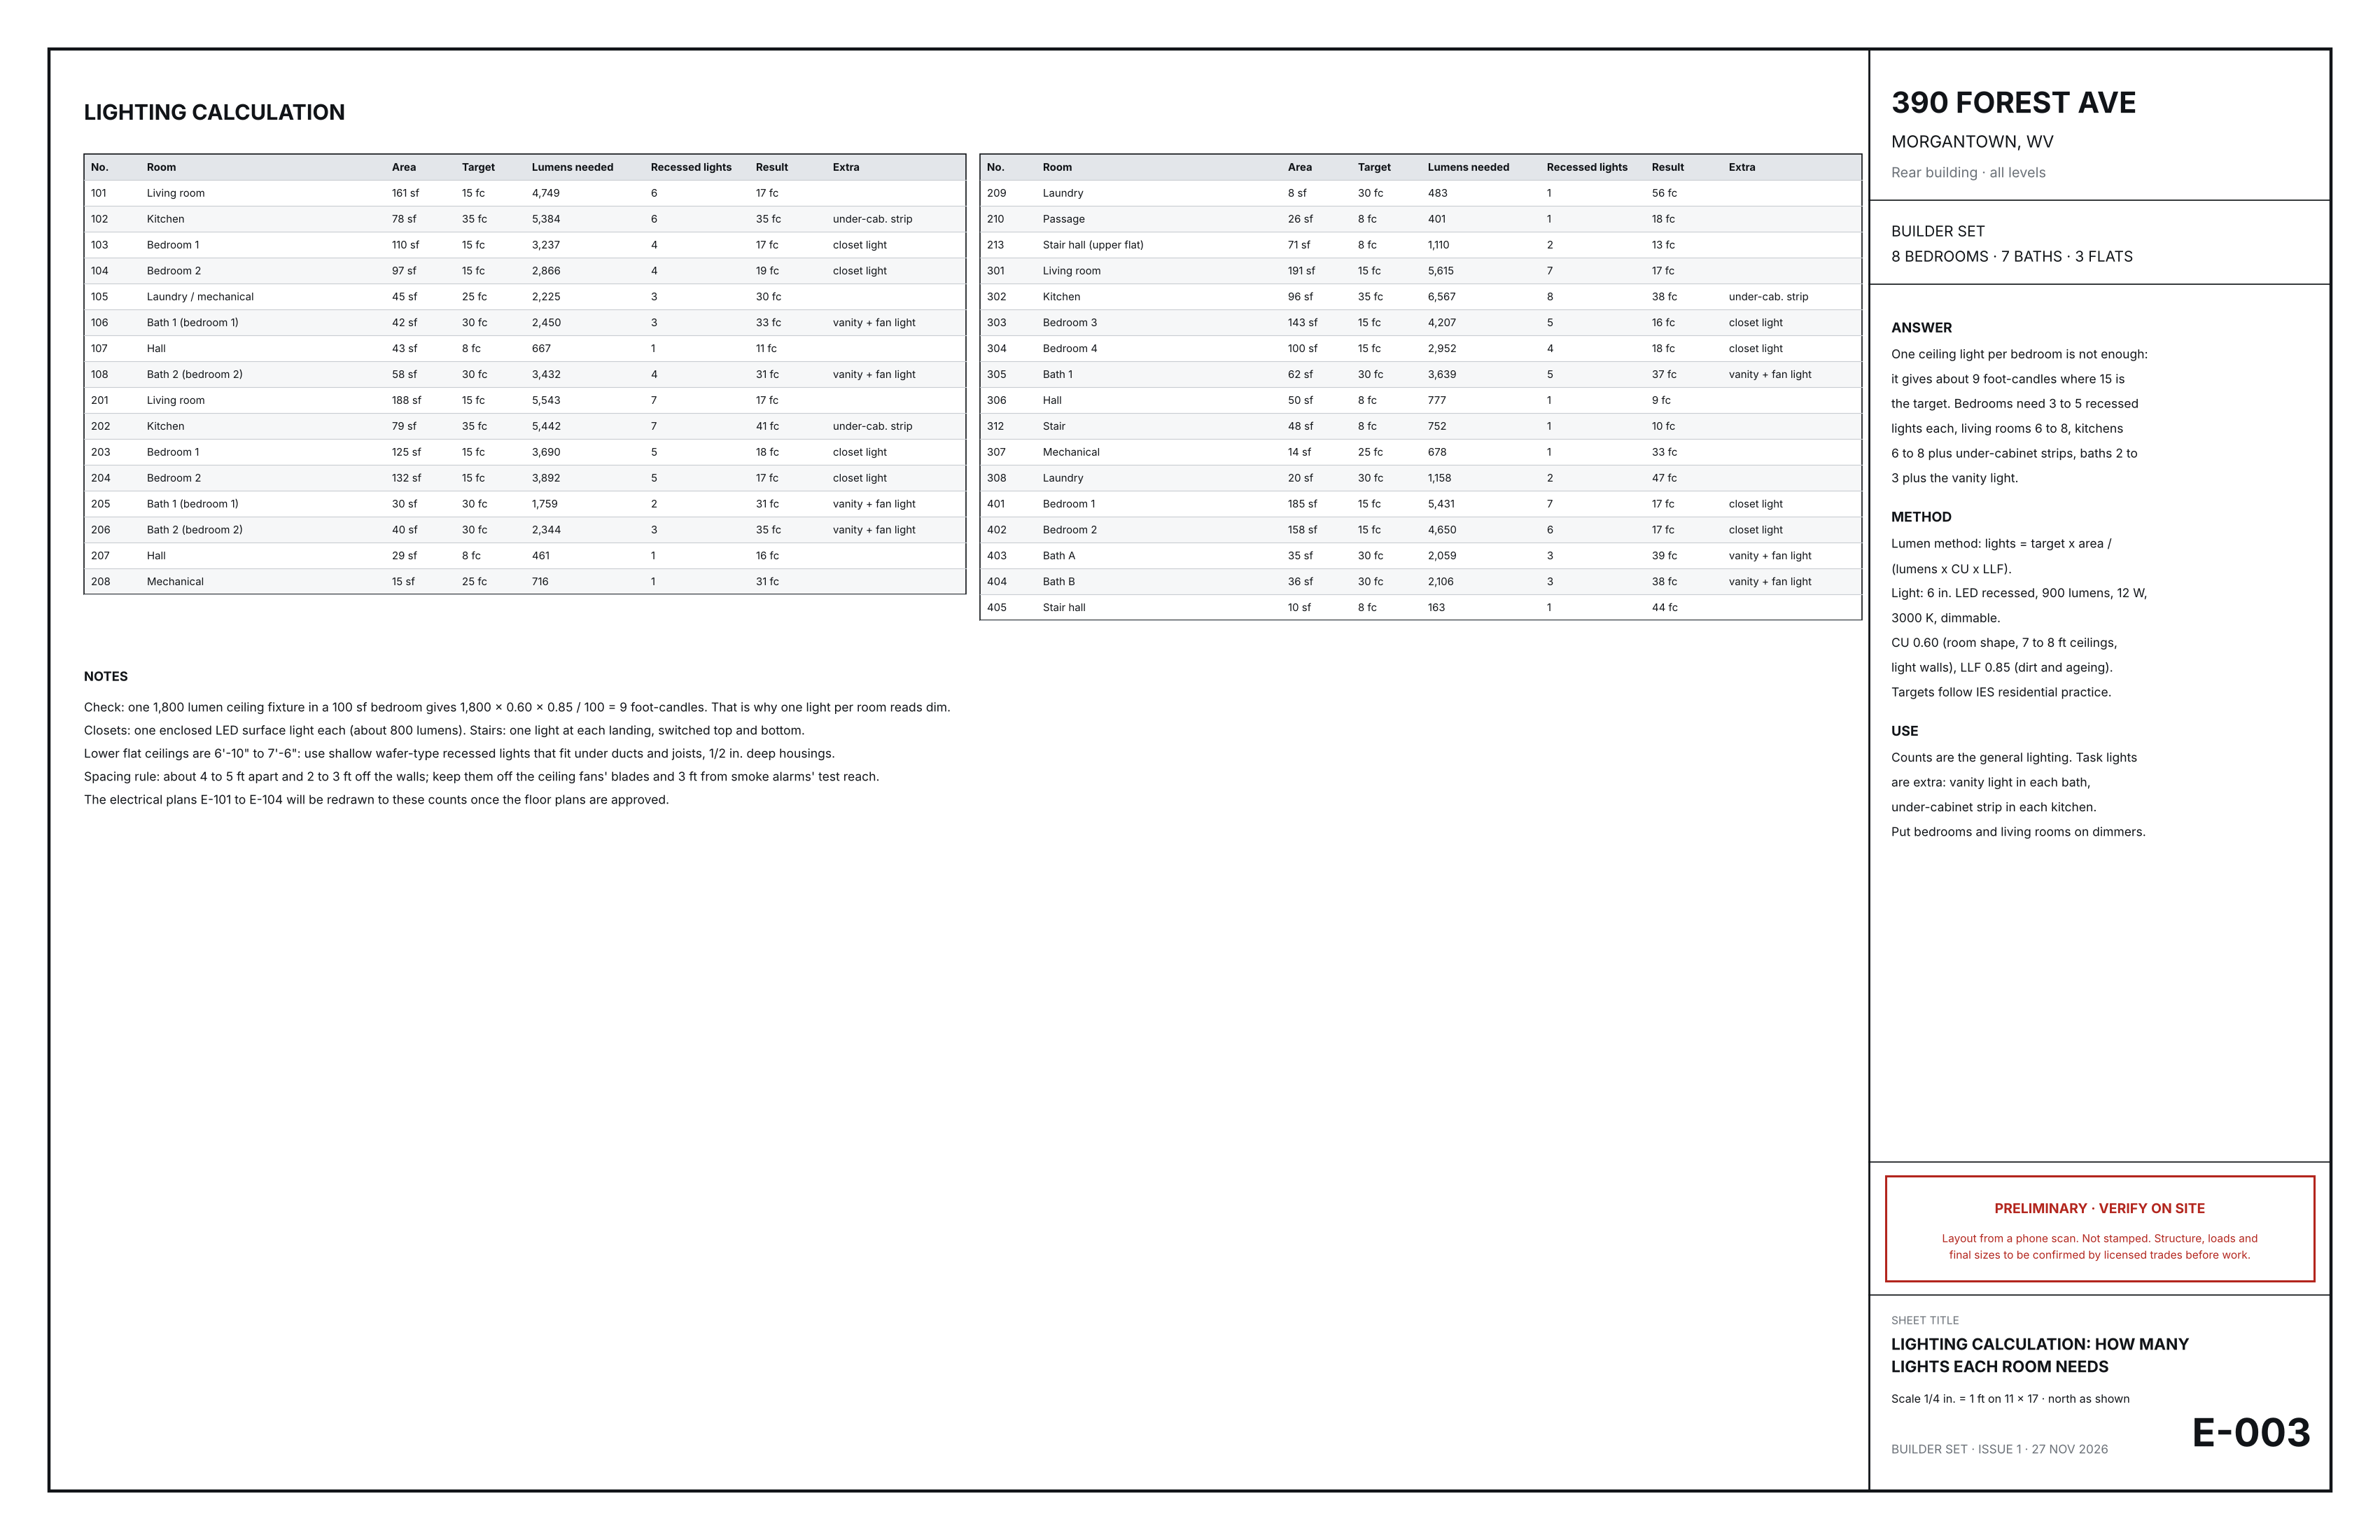 LIGHTING CALCULATION
No. Room Area Target Lumens needed Recessed lights Result Extra
101 Living room 161 sf 15 fc 4,749 6 17 fc
102 Kitchen 78 sf 35 fc 5,384 6 35 fc under-cab. strip
103 Bedroom 1 110 sf 15 fc 3,237 4 17 fc closet light
104 Bedroom 2 97 sf 15 fc 2,866 4 19 fc closet light
105 Laundry / mechanical 45 sf 25 fc 2,225 3 30 fc
106 Bath 1 (bedroom 1) 42 sf 30 fc 2,450 3 33 fc vanity + fan light
107 Hall 43 sf 8 fc 667 1 11 fc
108 Bath 2 (bedroom 2) 58 sf 30 fc 3,432 4 31 fc vanity + fan light
201 Living room 188 sf 15 fc 5,543 7 17 fc
202 Kitchen 79 sf 35 fc 5,442 7 41 fc under-cab. strip
203 Bedroom 1 125 sf 15 fc 3,690 5 18 fc closet light
204 Bedroom 2 132 sf 15 fc 3,892 5 17 fc closet light
205 Bath 1 (bedroom 1) 30 sf 30 fc 1,759 2 31 fc vanity + fan light
206 Bath 2 (bedroom 2) 40 sf 30 fc 2,344 3 35 fc vanity + fan light
207 Hall 29 sf 8 fc 461 1 16 fc
208 Mechanical 15 sf 25 fc 716 1 31 fc
No. Room Area Target Lumens needed Recessed lights Result Extra
209 Laundry 8 sf 30 fc 483 1 56 fc
210 Passage 26 sf 8 fc 401 1 18 fc
213 Stair hall (upper flat) 71 sf 8 fc 1,110 2 13 fc
301 Living room 191 sf 15 fc 5,615 7 17 fc
302 Kitchen 96 sf 35 fc 6,567 8 38 fc under-cab. strip
303 Bedroom 3 143 sf 15 fc 4,207 5 16 fc closet light
304 Bedroom 4 100 sf 15 fc 2,952 4 18 fc closet light
305 Bath 1 62 sf 30 fc 3,639 5 37 fc vanity + fan light
306 Hall 50 sf 8 fc 777 1 9 fc
312 Stair 48 sf 8 fc 752 1 10 fc
307 Mechanical 14 sf 25 fc 678 1 33 fc
308 Laundry 20 sf 30 fc 1,158 2 47 fc
401 Bedroom 1 185 sf 15 fc 5,431 7 17 fc closet light
402 Bedroom 2 158 sf 15 fc 4,650 6 17 fc closet light
403 Bath A 35 sf 30 fc 2,059 3 39 fc vanity + fan light
404 Bath B 36 sf 30 fc 2,106 3 38 fc vanity + fan light
405 Stair hall 10 sf 8 fc 163 1 44 fc
NOTES
Check: one 1,800 lumen ceiling fixture in a 100 sf bedroom gives 1,800 × 0.60 × 0.85 / 100 = 9 foot-candles. That is why one light per room reads dim.
Closets: one enclosed LED surface light each (about 800 lumens). Stairs: one light at each landing, switched top and bottom.
Lower flat ceilings are 6'-10" to 7'-6": use shallow wafer-type recessed lights that fit under ducts and joists, 1/2 in. deep housings.
Spacing rule: about 4 to 5 ft apart and 2 to 3 ft off the walls; keep them off the ceiling fans' blades and 3 ft from smoke alarms' test reach.
The electrical plans E-101 to E-104 will be redrawn to these counts once the floor plans are approved.
390 FOREST AVE
MORGANTOWN, WV
Rear building · all levels
BUILDER SET
8 BEDROOMS · 7 BATHS · 3 FLATS
ANSWER
One ceiling light per bedroom is not enough:
it gives about 9 foot-candles where 15 is
the target. Bedrooms need 3 to 5 recessed
lights each, living rooms 6 to 8, kitchens
6 to 8 plus under-cabinet strips, baths 2 to
3 plus the vanity light.
METHOD
Lumen method: lights = target x area /
(lumens x CU x LLF).
Light: 6 in. LED recessed, 900 lumens, 12 W,
3000 K, dimmable.
CU 0.60 (room shape, 7 to 8 ft ceilings,
light walls), LLF 0.85 (dirt and ageing).
Targets follow IES residential practice.
USE
Counts are the general lighting. Task lights
are extra: vanity light in each bath,
under-cabinet strip in each kitchen.
Put bedrooms and living rooms on dimmers.
PRELIMINARY · VERIFY ON SITE
Layout from a phone scan. Not stamped. Structure, loads and
final sizes to be confirmed by licensed trades before work.
SHEET TITLE
LIGHTING CALCULATION: HOW MANY
LIGHTS EACH ROOM NEEDS
Scale 1/4 in. = 1 ft on 11 × 17 · north as shown
BUILDER SET · ISSUE 1 · 27 NOV 2026
E-003